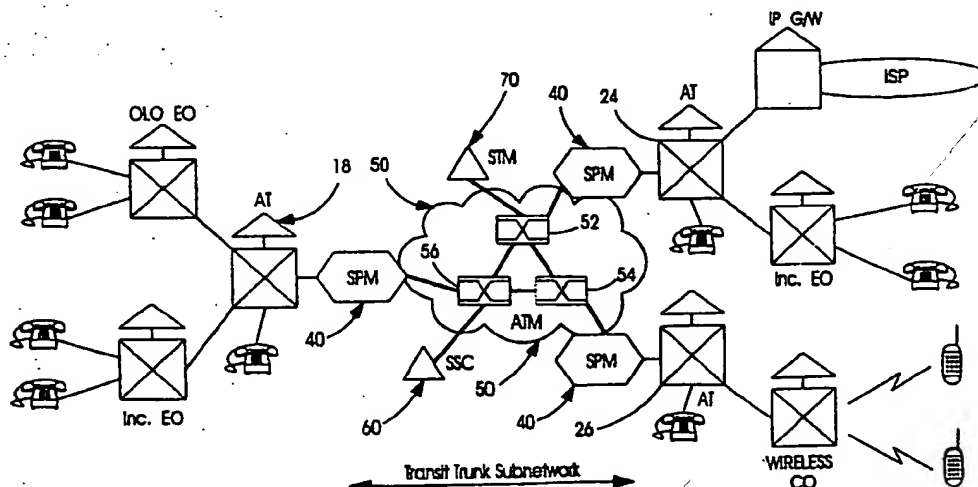 IP G/W
ISP
70
40
24
AT
OLO EO
STM
SPM
18
50
AT
52
56
54
Inc. EO
SPM
ATM
40
SSC
50
SPM
60
40
26
AT
Inc. EO
WIRELESS
CO
Transit Trunk Subnetwork